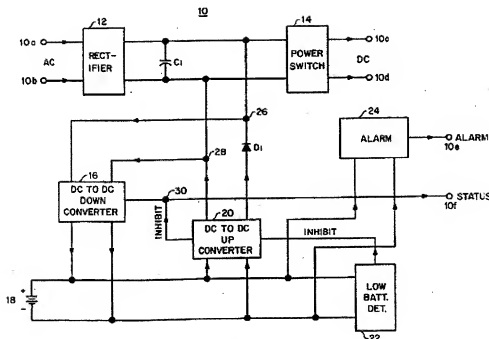 10
12
14
10a
10b
AC
RECT-
IFIER
C1
POWER
SWITCH
10c
DC
10d
26
24
ALARM
ALARM
10e
28
D1
16
DC TO DC
DOWN
CONVERTER
30
STATUS
10f
20
DC TO DC
UP
CONVERTER
INHIBIT
INHIBIT
18
+
-
LOW
BATT.
DET.
22